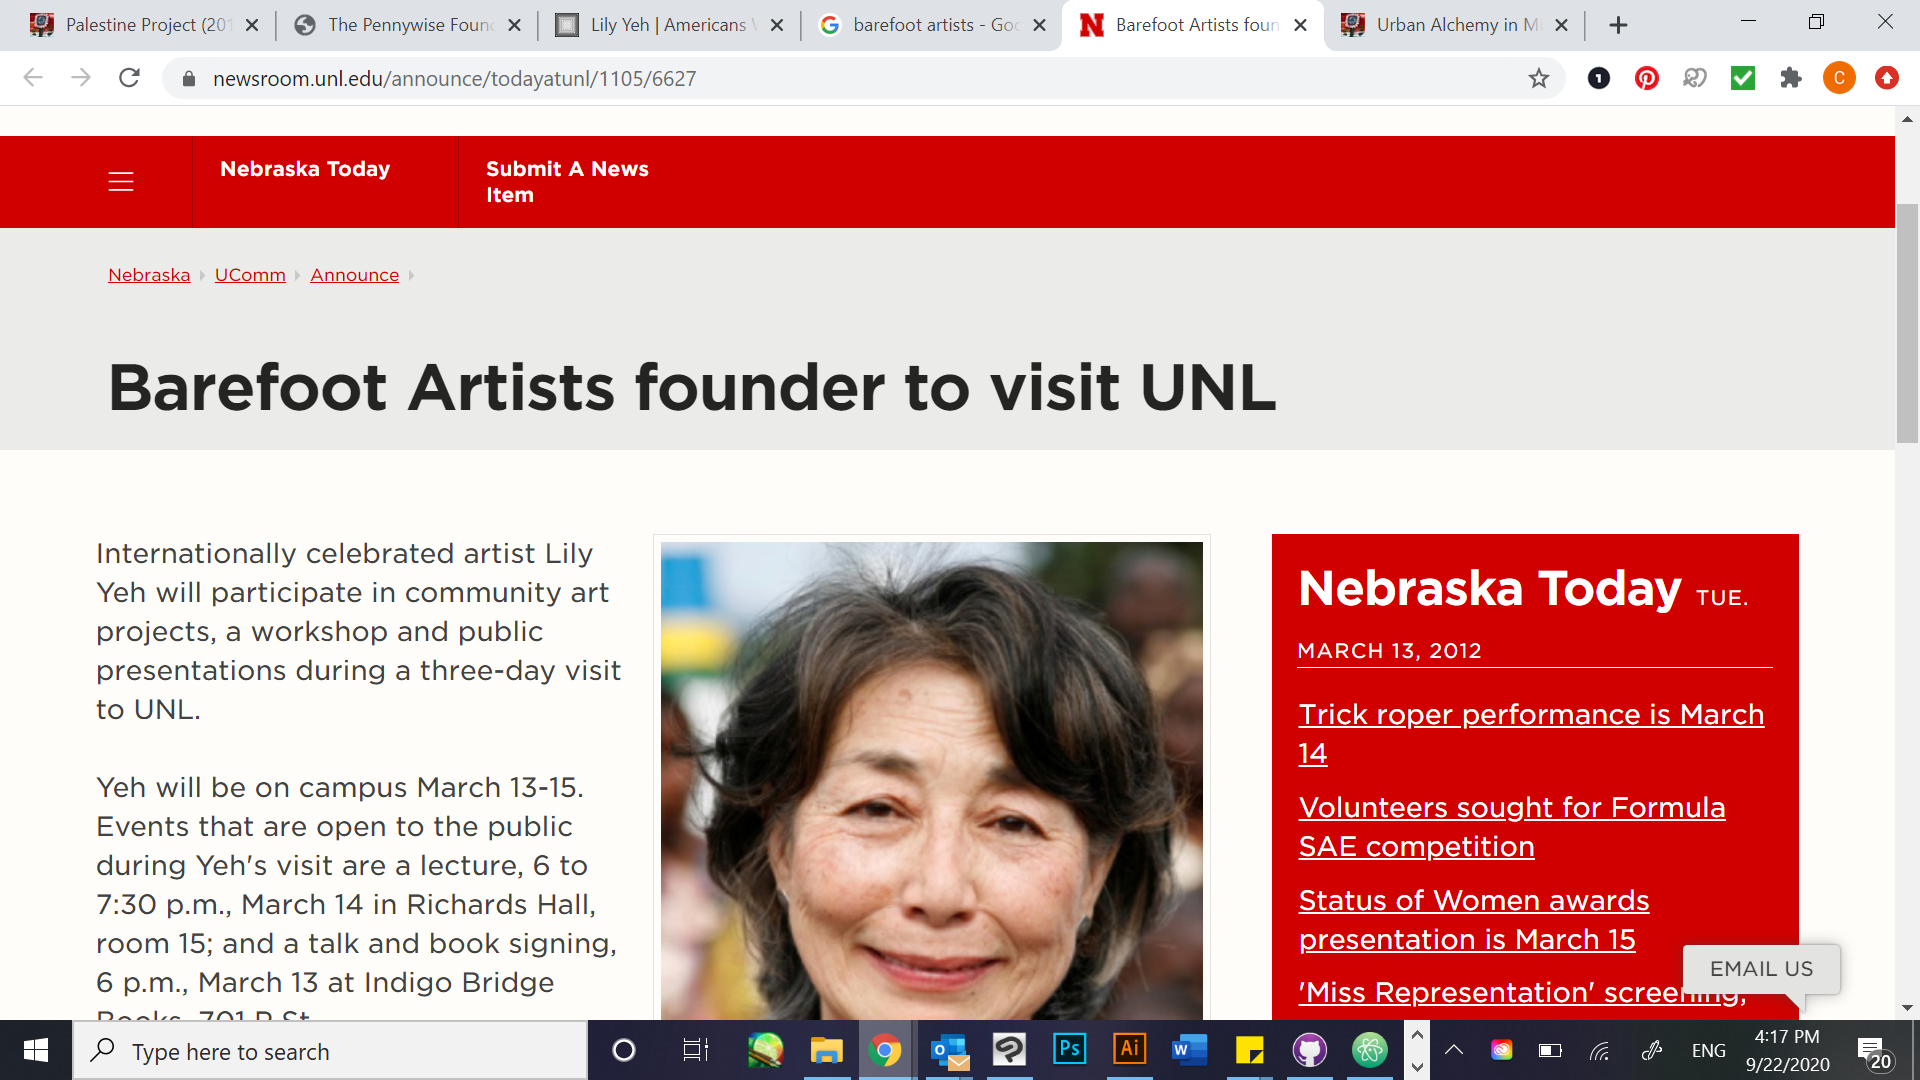 Palestine Project (201
The Pennywise Foun
Lily Yeh | Americans
barefoot artists - Goo
Barefoot Artists foun
Urban Alchemy in Mi
newsroom.unl.edu/announce/todayatunl/1105/6627
C
Nebraska Today
Submit A News
Item
Nebraska
UComm
Announce
Barefoot Artists founder to visit UNL
Internationally celebrated artist Lily
Yeh will participate in community art
projects, a workshop and public
presentations during a three-day visit
to UNL.
Yeh will be on campus March 13-15.
Events that are open to the public
during Yeh's visit are a lecture, 6 to
7:30 p.m., March 14 in Richards Hall,
room 15; and a talk and book signing,
6 p.m., March 13 at Indigo Bridge
Books, 701 P St
Nebraska Today TUE.
MARCH 13, 2012
Trick roper performance is March
14
Volunteers sought for Formula
SAE competition
Status of Women awards
presentation is March 15
'Miss Representation' screening,
EMAIL US
Type here to search
Ps
Ai
ENG
4:17 PM
9/22/2020
20